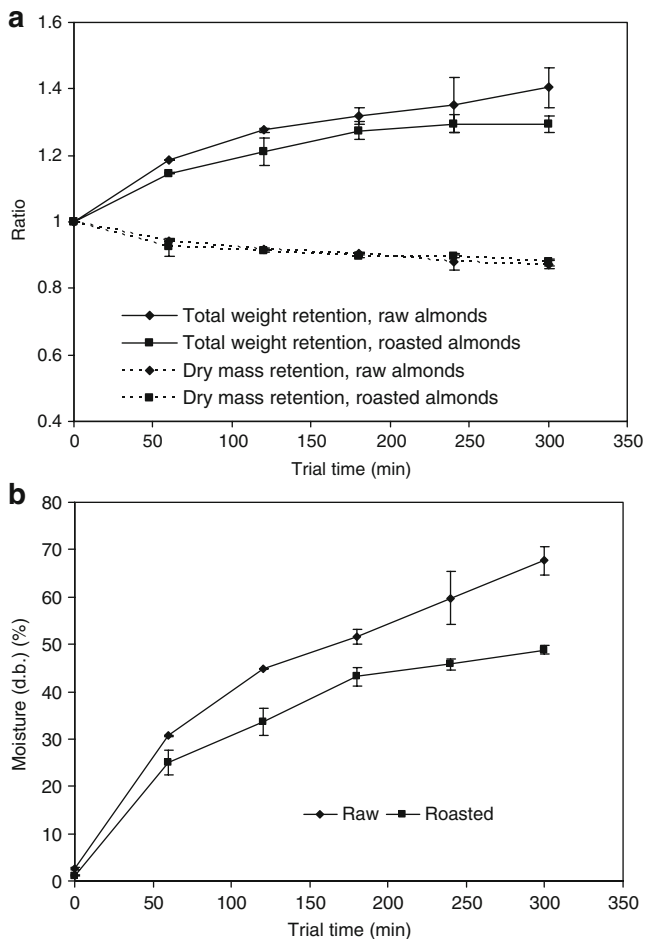 a
1.6
1.4
1.2
1
0.8
0.6
0.4
Ratio
Total weight retention, raw almonds
Total weight retention, roasted almonds
Dry mass retention, raw almonds
Dry mass retention, roasted almonds
0 50 100 150 200 250 300 350
Trial time (min)
b
80
70
60
50
40
30
20
10
0
Moisture (d.b.) (%)
Raw Roasted
0 50 100 150 200 250 300 350
Trial time (min)